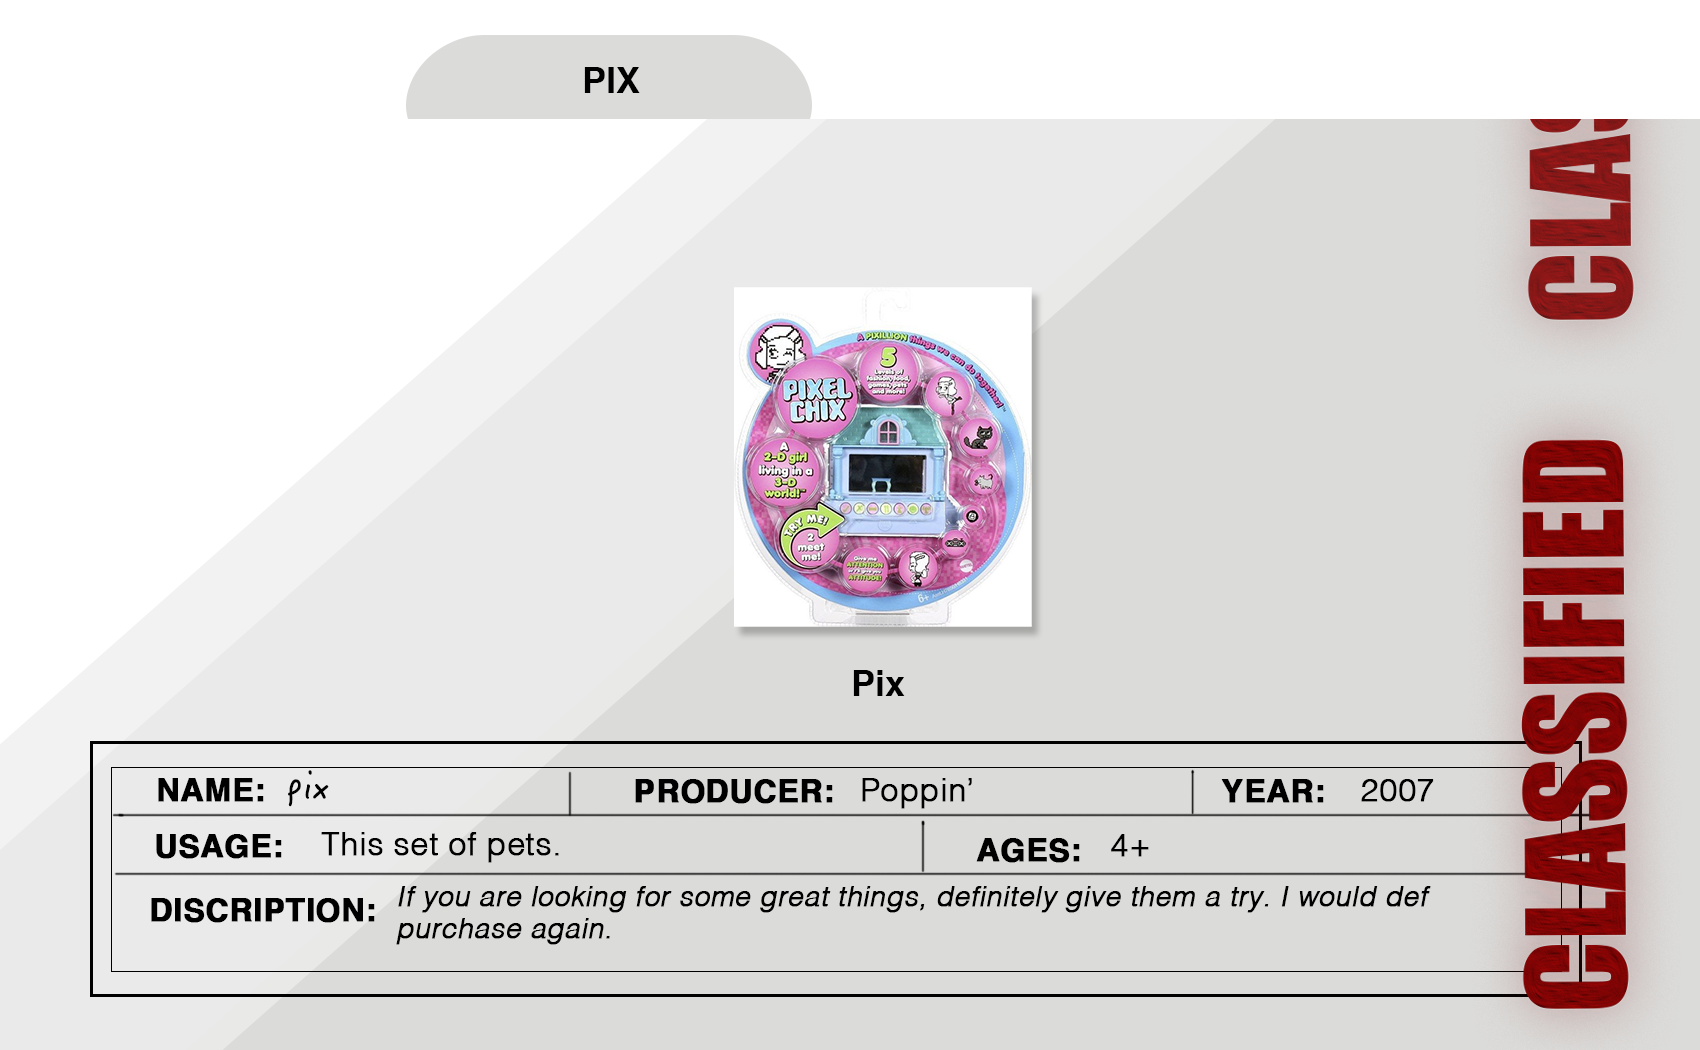 PIX
CLAS
CLASSIFIED
A PIXILLION things we can do together!
5
Levels of
fashion, food,
games, pets
and more!
PIXEL
CHIX
A
2-D girl
living in a
3-D
world!™
TRY ME!
2
meet
me!
Give me
ATTENTION
or i'll give you
ATTITUDE!
6+
Pix
NAME: pix
PRODUCER: Poppin’
YEAR: 2007
USAGE: This set of pets.
AGES: 4+
DISCRIPTION: If you are looking for some great things, definitely give them a try. I would def
purchase again.